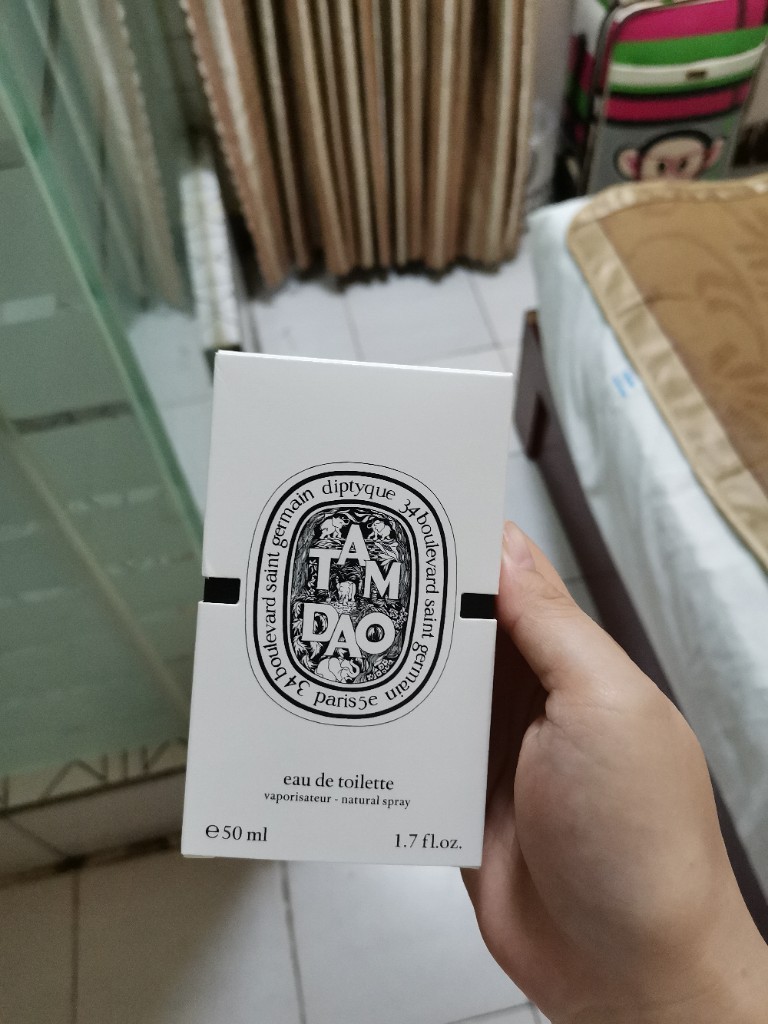 diptyque 34 boulevard saint germain paris 5e 34 boulevard saint germain
TAM
DAO
eau de toilette
vaporisateur - natural spray
℮ 50 ml
1.7 fl.oz.